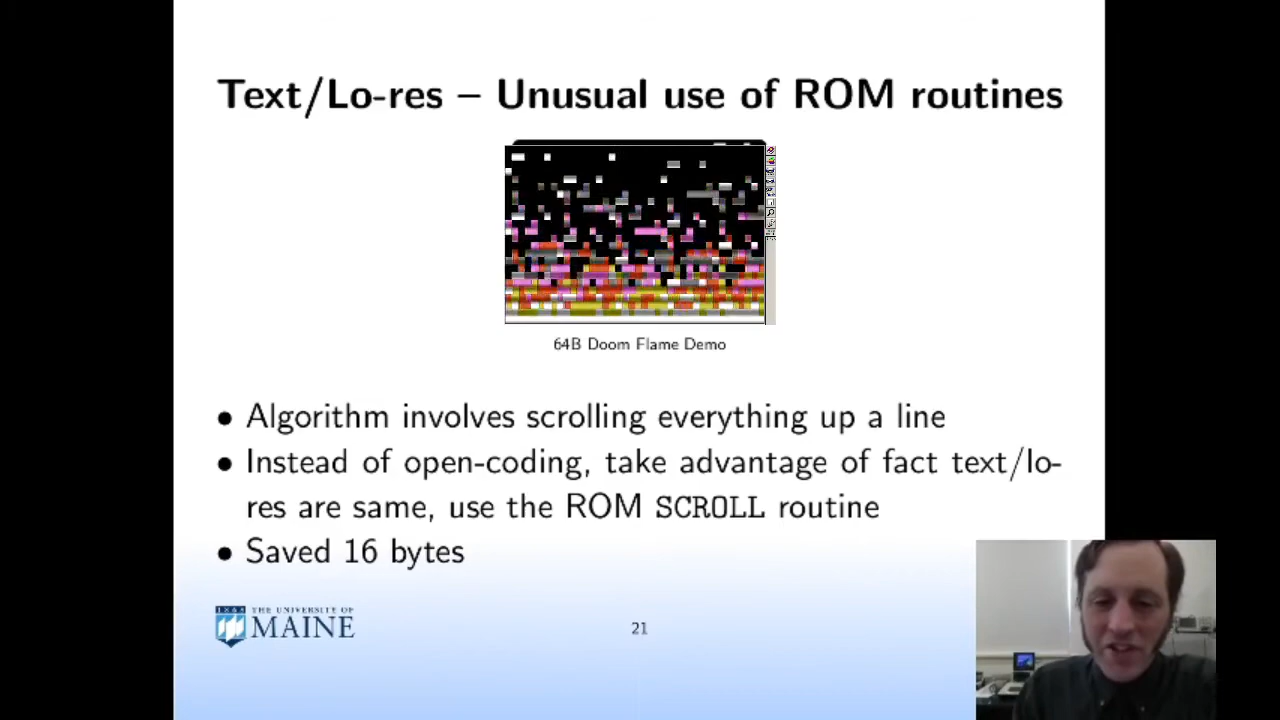 Text/Lo-res – Unusual use of ROM routines
64B Doom Flame Demo
• Algorithm involves scrolling everything up a line
• Instead of open-coding, take advantage of fact text/lo-
res are same, use the ROM SCROLL routine
• Saved 16 bytes
1865 THE UNIVERSITY OF
MAINE
21